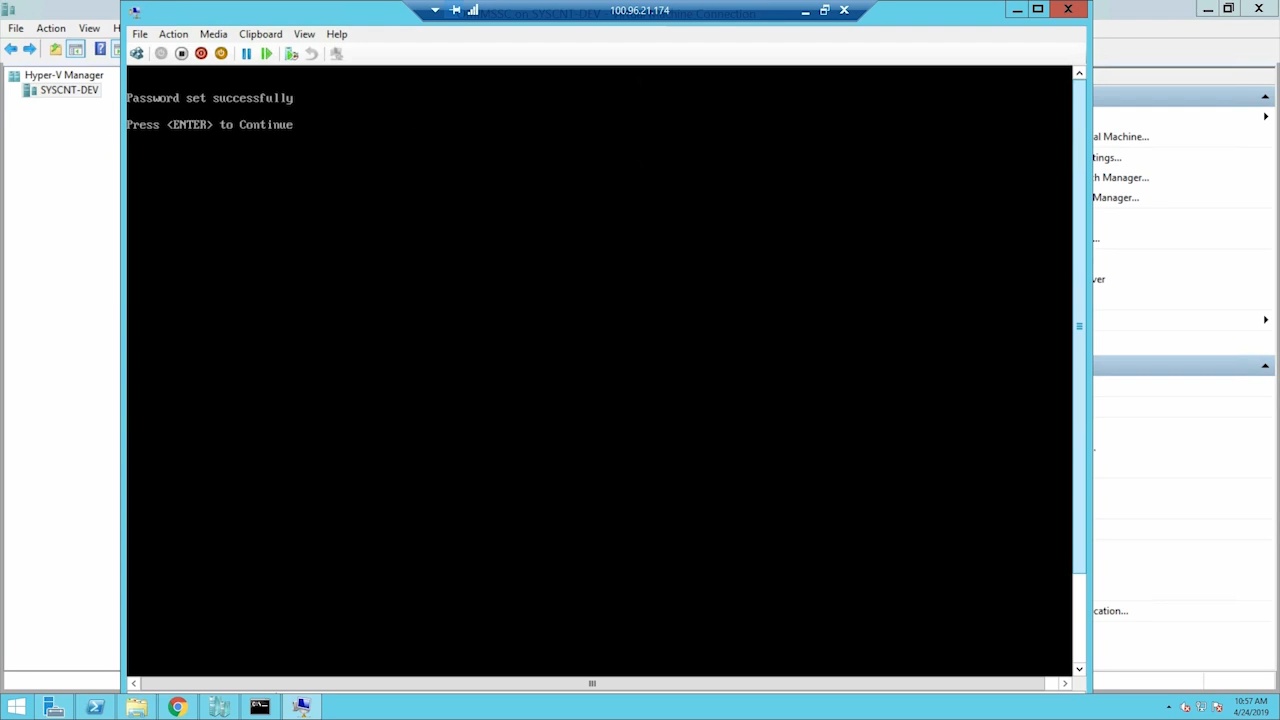 100.96.21.174
File Action View
File Action Media Clipboard View Help
Hyper-V Manager
SYSCNT-DEV
Password set successfully
Press <ENTER> to Continue
al Machine...
tings...
h Manager...
Manager...
...
ver
cation...
10:57 AM
4/24/2019